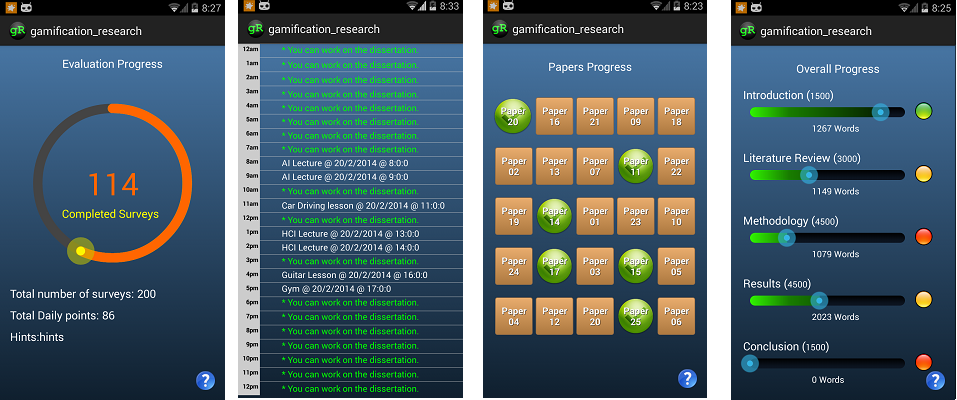 8:27
gR gamification_research
Evaluation Progress
114
Completed Surveys
Total number of surveys: 200
Total Daily points: 86
Hints:hints
?
8:33
gR gamification_research
12am * You can work on the dissertation.
1am * You can work on the dissertation.
2am * You can work on the dissertation.
3am * You can work on the dissertation.
4am * You can work on the dissertation.
5am * You can work on the dissertation.
6am * You can work on the dissertation.
7am * You can work on the dissertation.
8am AI Lecture @ 20/2/2014 @ 8:0:0
9am AI Lecture @ 20/2/2014 @ 9:0:0
10am * You can work on the dissertation.
11am Car Driving lesson @ 20/2/2014 @ 11:0:0
12pm * You can work on the dissertation.
1pm HCI Lecture @ 20/2/2014 @ 13:0:0
2pm HCI Lecture @ 20/2/2014 @ 14:0:0
3pm * You can work on the dissertation.
4pm Guitar Lesson @ 20/2/2014 @ 16:0:0
5pm Gym @ 20/2/2014 @ 17:0:0
6pm * You can work on the dissertation.
7pm * You can work on the dissertation.
8pm * You can work on the dissertation.
9pm * You can work on the dissertation.
10pm * You can work on the dissertation.
11pm * You can work on the dissertation.
12pm * You can work on the dissertation.
8:23
gR gamification_research
Papers Progress
Paper Paper Paper Paper Paper
20 16 21 09 18
Paper Paper Paper Paper Paper
02 13 07 11 22
Paper Paper Paper Paper Paper
19 14 01 23 10
Paper Paper Paper Paper Paper
24 17 03 15 05
Paper Paper Paper Paper Paper
04 12 20 25 06
?
8:25
gR gamification_research
Overall Progress
Introduction (1500)
1267 Words
Literature Review (3000)
1149 Words
Methodology (4500)
1079 Words
Results (4500)
2023 Words
Conclusion (1500)
0 Words
?